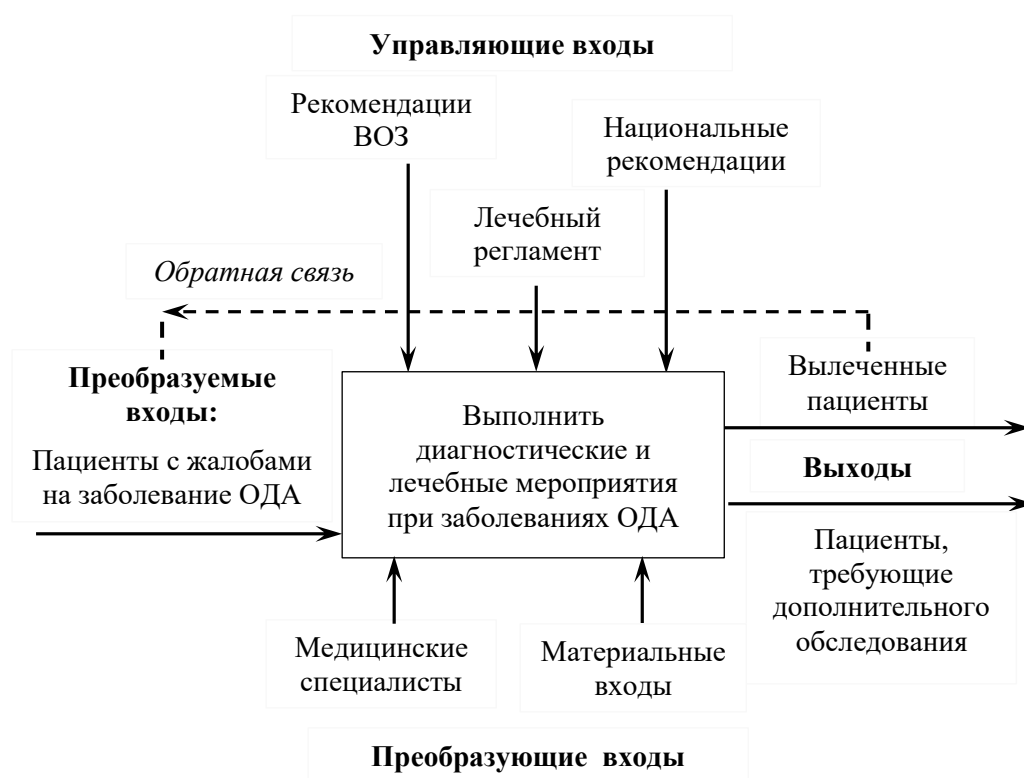 Управляющие входы
Рекомендации
ВОЗ
Национальные
рекомендации
Лечебный
регламент
Обратная связь
Преобразуемые
входы:
Пациенты с жалобами
на заболевание ОДА
Выполнить
диагностические и
лечебные мероприятия
при заболеваниях ОДА
Вылеченные
пациенты
Выходы
Пациенты,
требующие
дополнительного
обследования
Медицинские
специалисты
Материальные
входы
Преобразующие входы